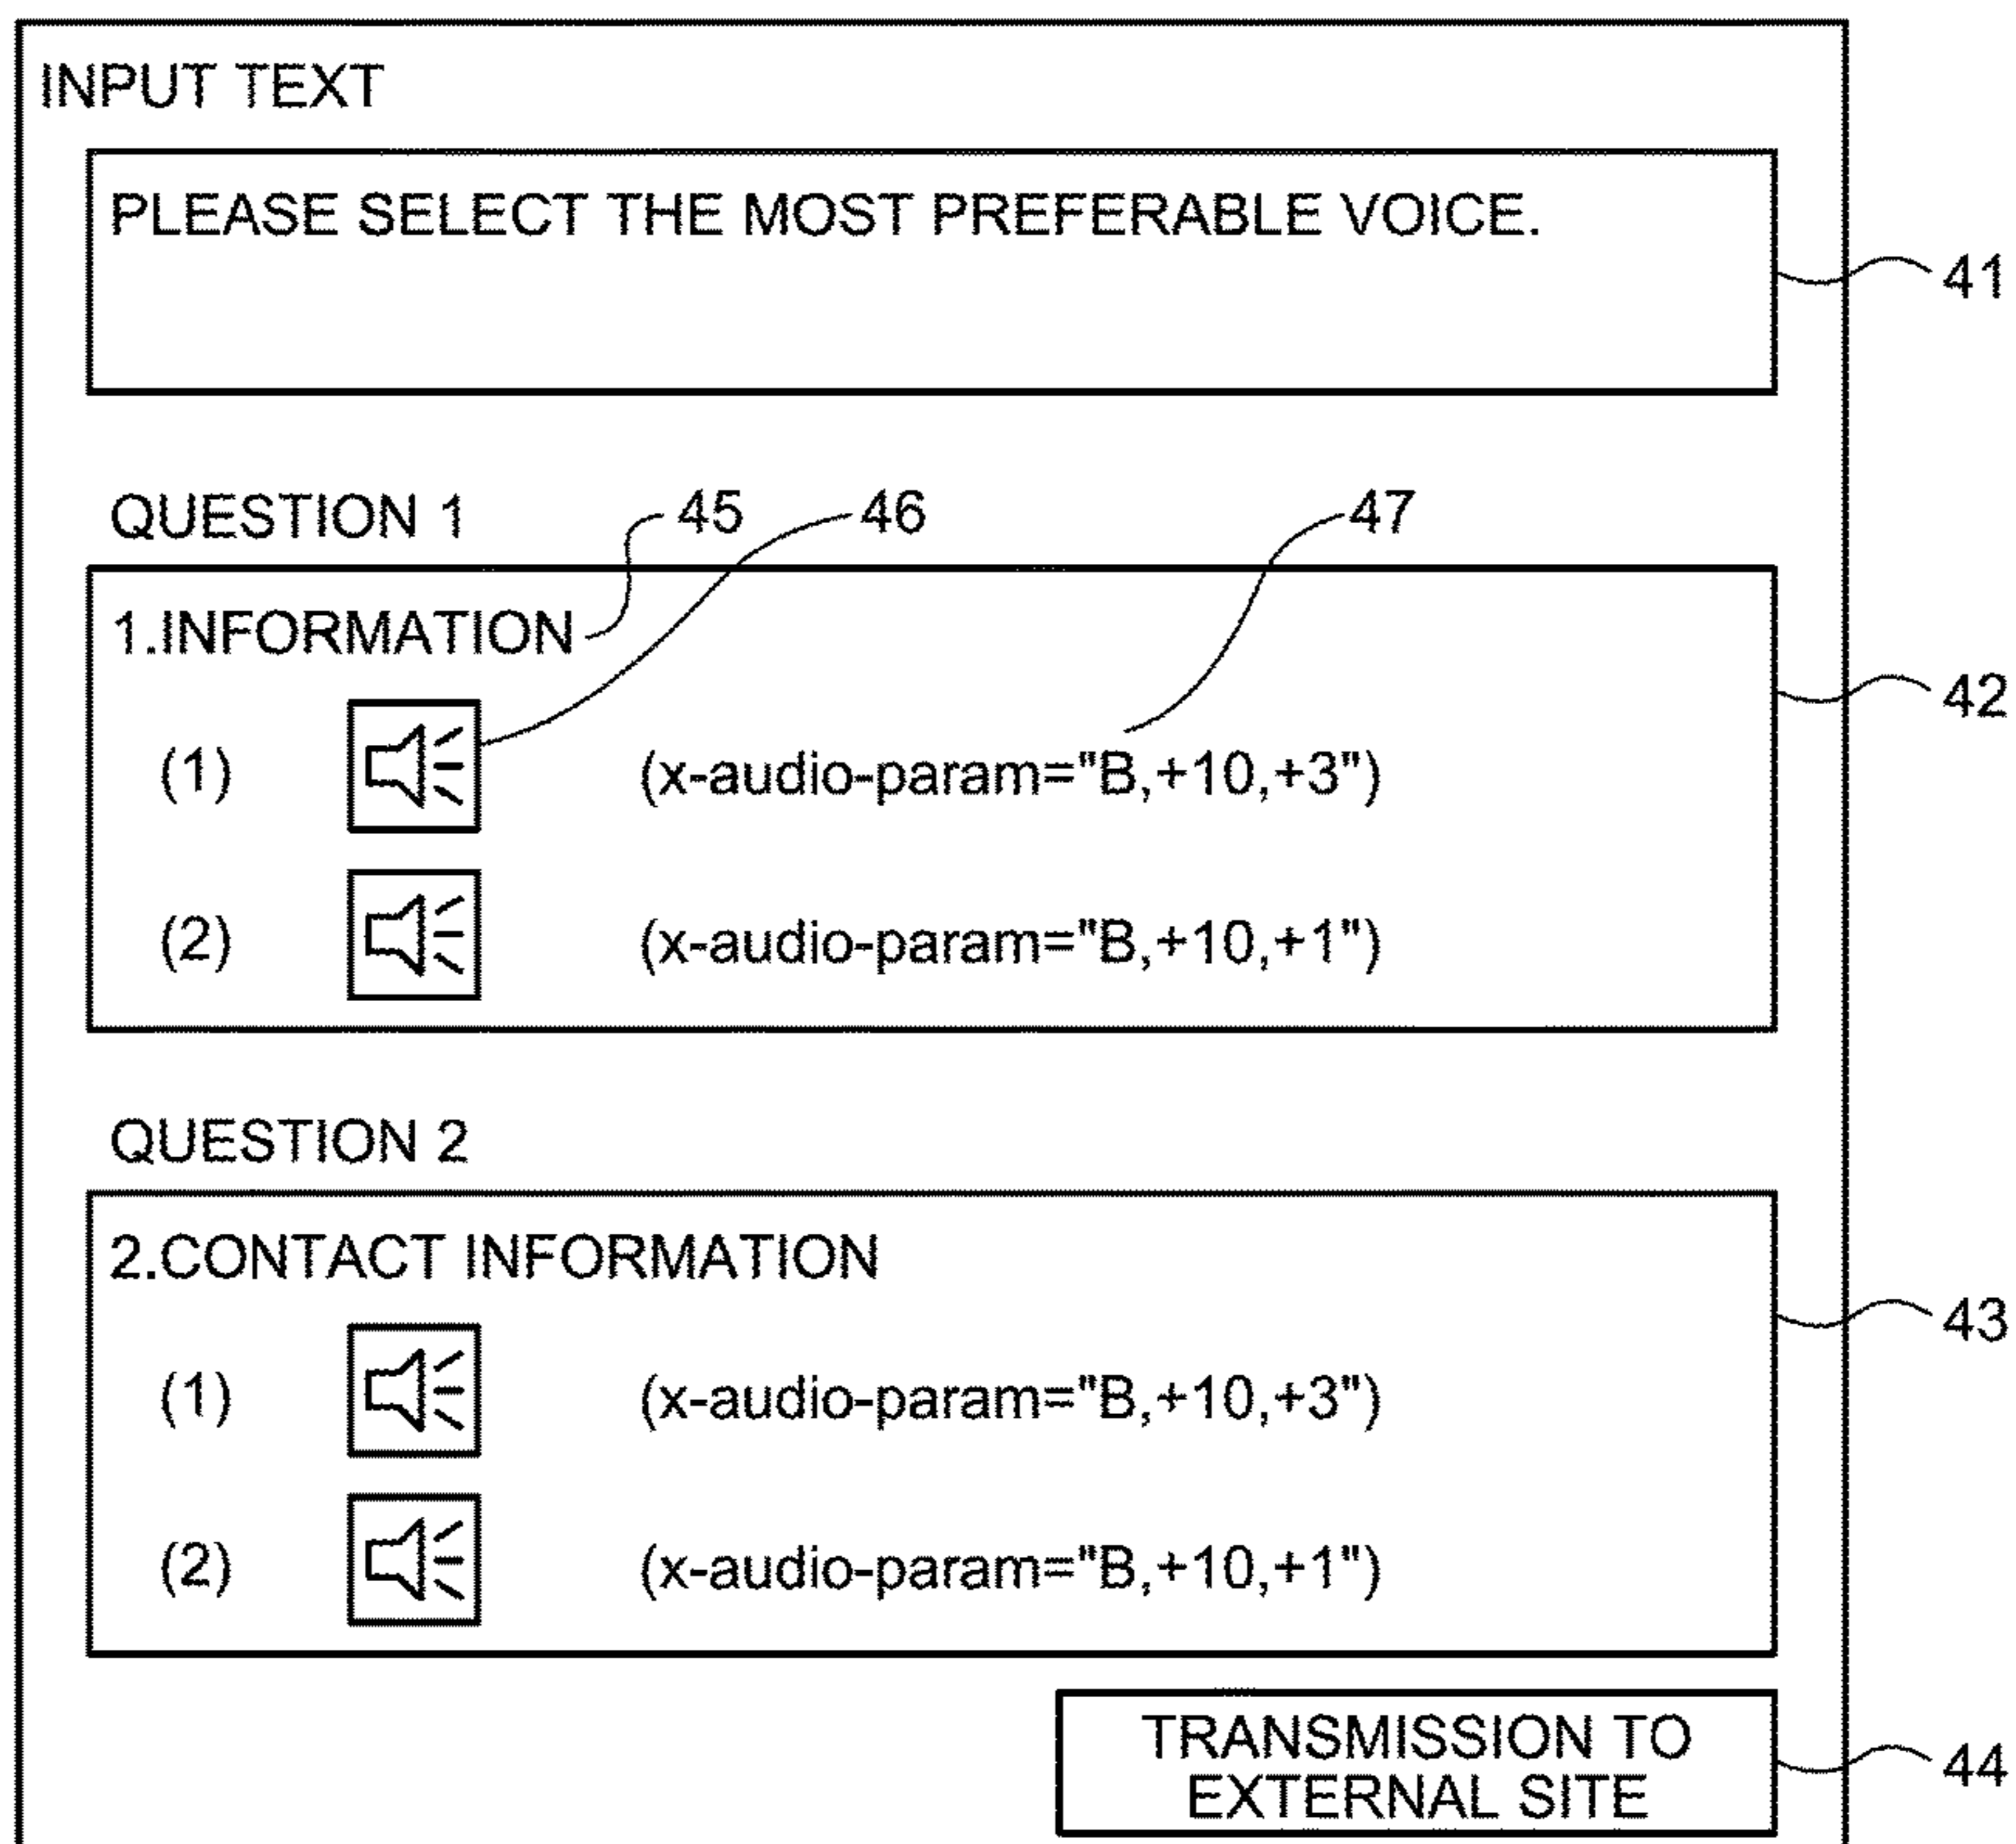 INPUT TEXT
PLEASE SELECT THE MOST PREFERABLE VOICE.
41
QUESTION 1
45
46
47
1.INFORMATION
42
(1) (x-audio-param="B,+10,+3")
(2) (x-audio-param="B,+10,+1")
QUESTION 2
2.CONTACT INFORMATION
43
(1) (x-audio-param="B,+10,+3")
(2) (x-audio-param="B,+10,+1")
TRANSMISSION TO
EXTERNAL SITE
44